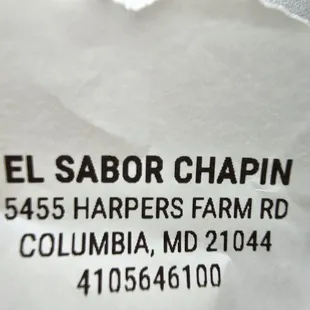 EL SABOR CHAPIN
5455 HARPERS FARM RD
COLUMBIA, MD 21044
4105646100